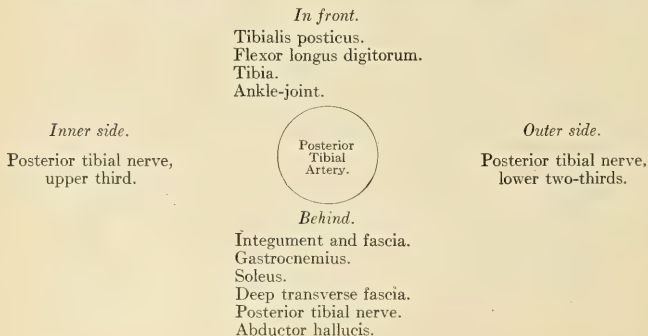 In front.
Tibialis posticus.
Flexor longus digitorum.
Tibia.
Ankle-joint.
Inner side.
Posterior tibial nerve,
upper third.
Posterior
Tibial
Artery.
Outer side.
Posterior tibial nerve,
lower two-thirds.
Behind.
Integument and fascia.
Gastrocnemius.
Soleus.
Deep transverse fascia.
Posterior tibial nerve.
Abductor hallucis.